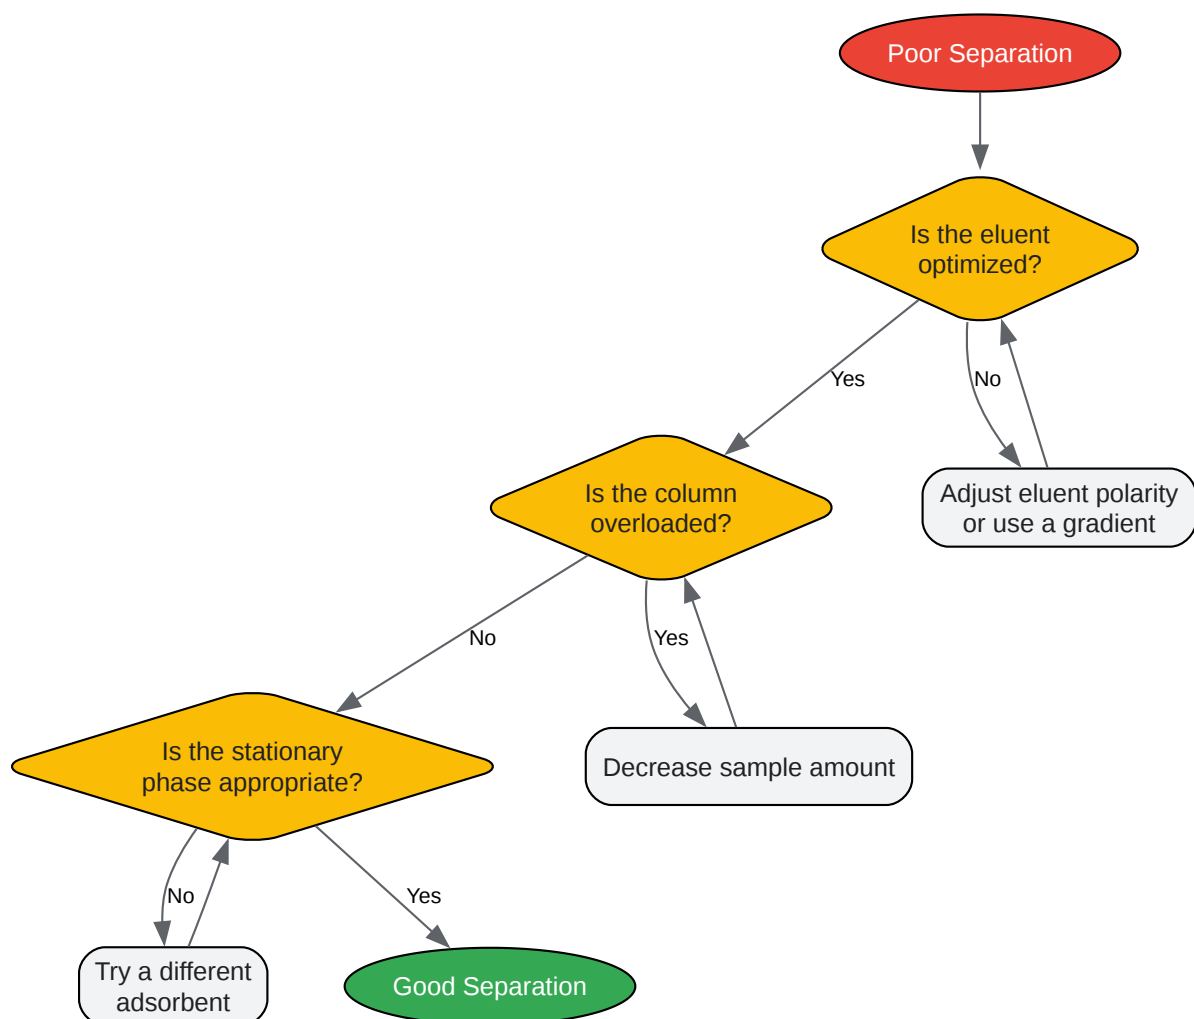 Poor Separation
Is the eluent
optimized?
Yes
No
Is the column
overloaded?
Adjust eluent polarity
or use a gradient
No
Yes
Is the stationary
phase appropriate?
Decrease sample amount
No
Yes
Try a different
adsorbent
Good Separation